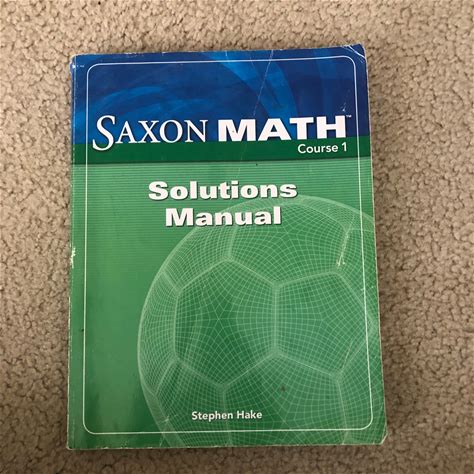 SAXON MATH™
Course 1
Solutions
Manual
Stephen Hake